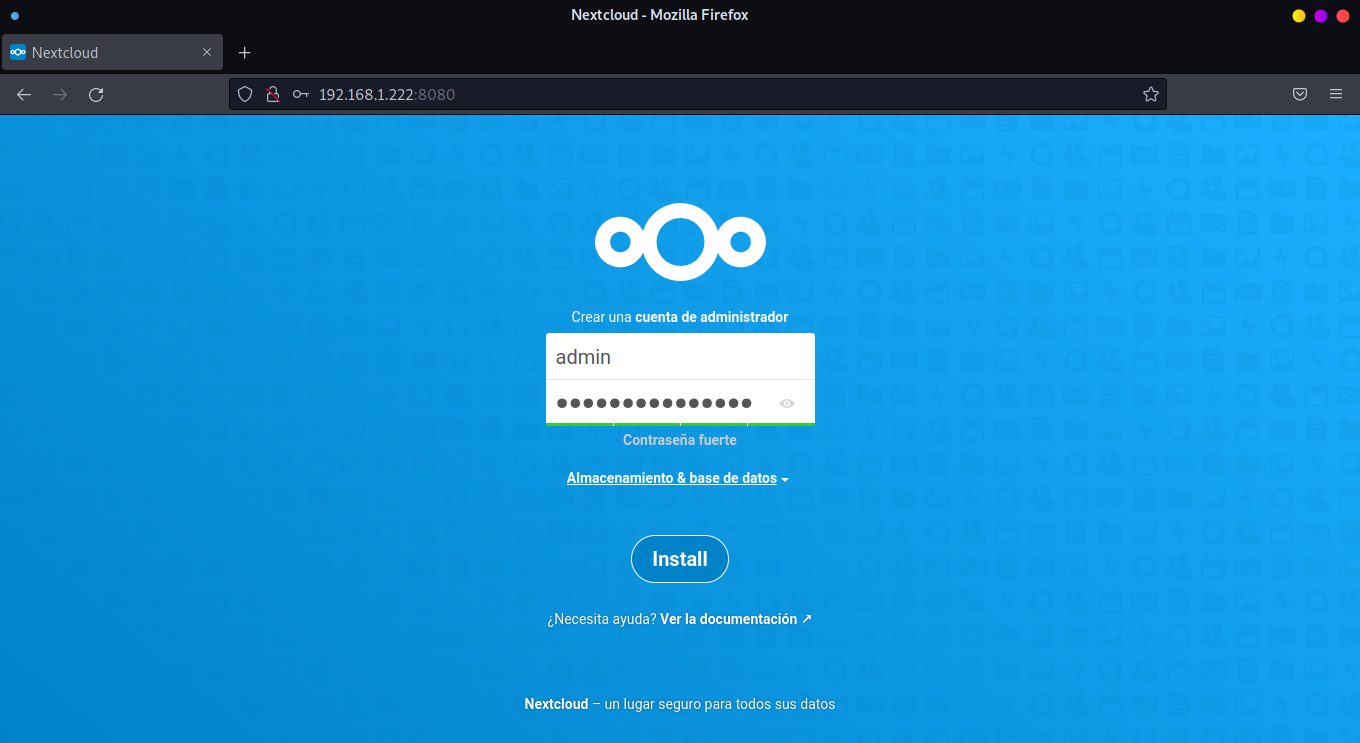 Nextcloud - Mozilla Firefox
Nextcloud
192.168.1.222:8080
Crear una cuenta de administrador
admin
Contraseña fuerte
Almacenamiento & base de datos
Install
¿Necesita ayuda? Ver la documentación ↗
Nextcloud – un lugar seguro para todos sus datos